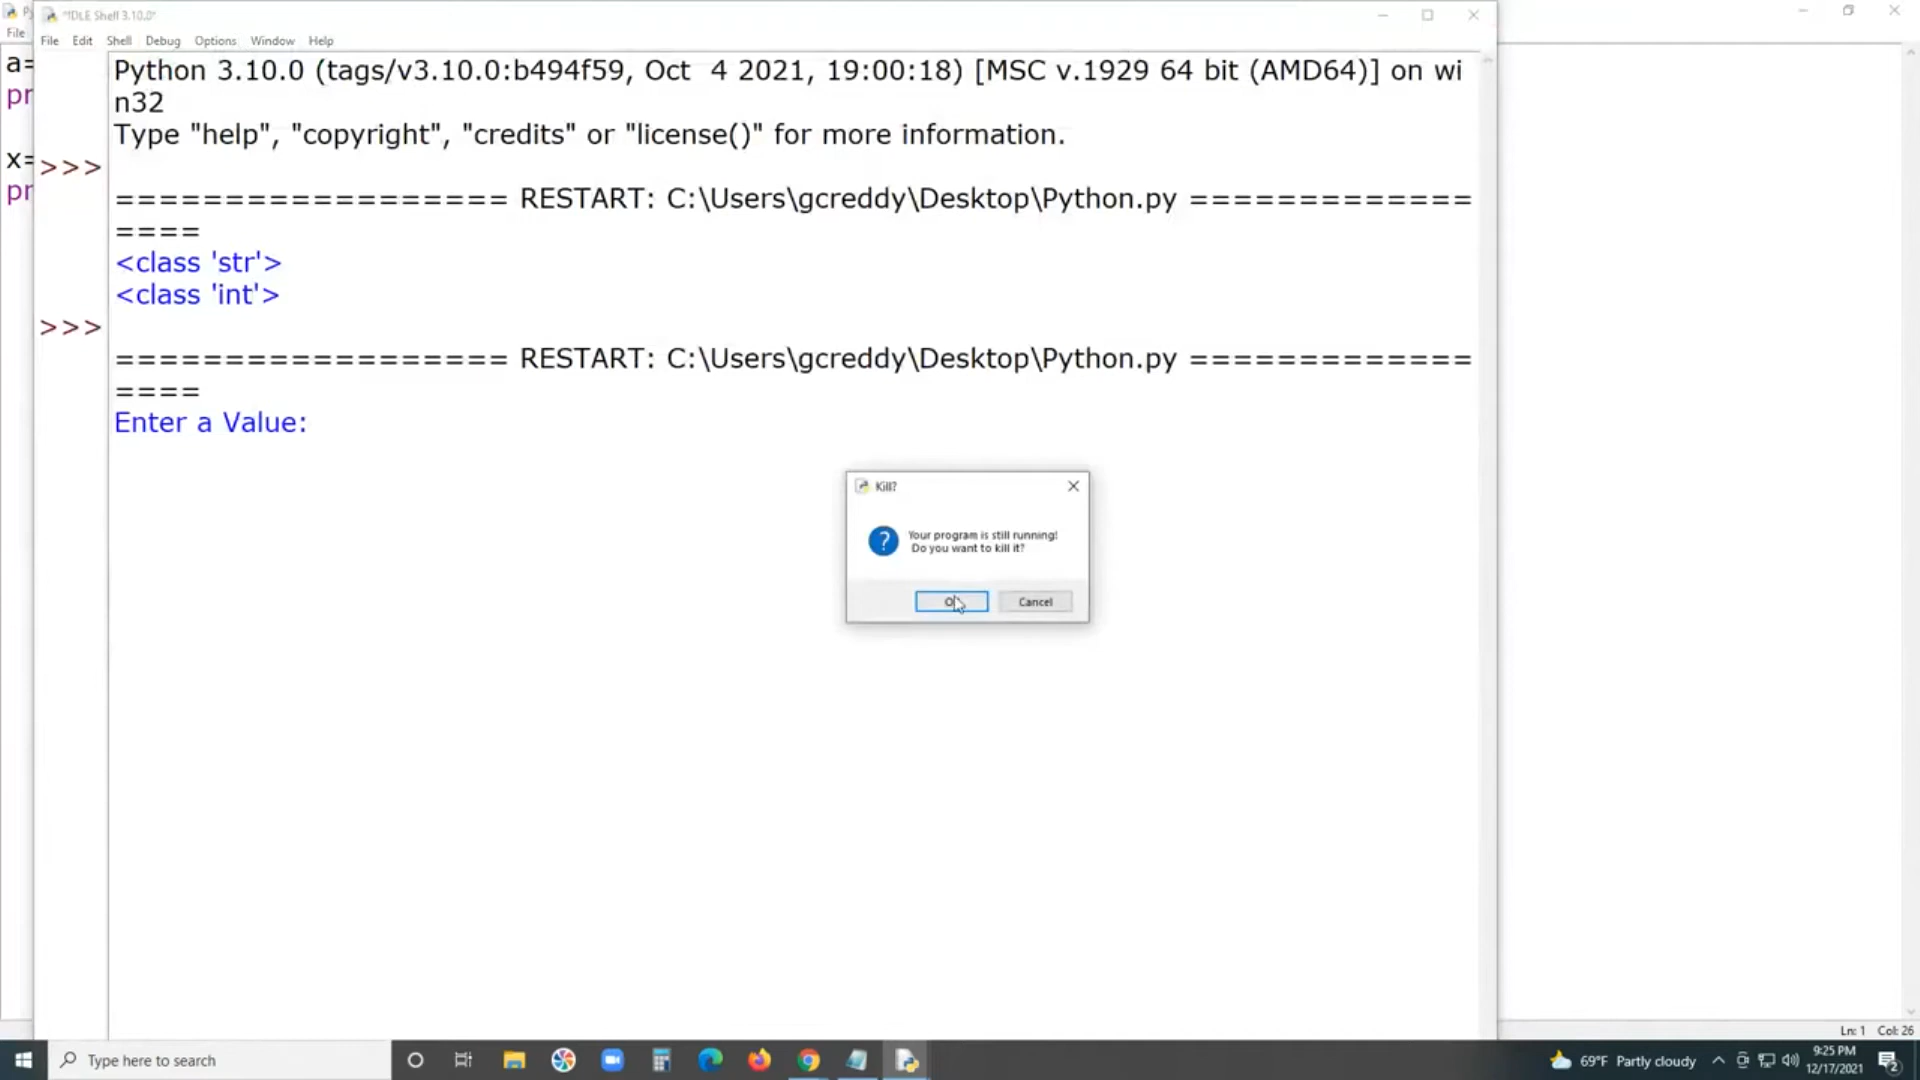 *IDLE Shell 3.10.0*
File
File Edit Shell Debug Options Window Help
a=
pr
x=
pr
Python 3.10.0 (tags/v3.10.0:b494f59, Oct  4 2021, 19:00:18) [MSC v.1929 64 bit (AMD64)] on wi
n32
Type "help", "copyright", "credits" or "license()" for more information.
>>>
================== RESTART: C:\Users\gcreddy\Desktop\Python.py =============
====
<class 'str'>
<class 'int'>
>>>
================== RESTART: C:\Users\gcreddy\Desktop\Python.py =============
====
Enter a Value:
Kill?
Your program is still running!
Do you want to kill it?
Cancel
Ln: 1 Col: 26
Type here to search
69°F Partly cloudy
9:25 PM
12/17/2021
2